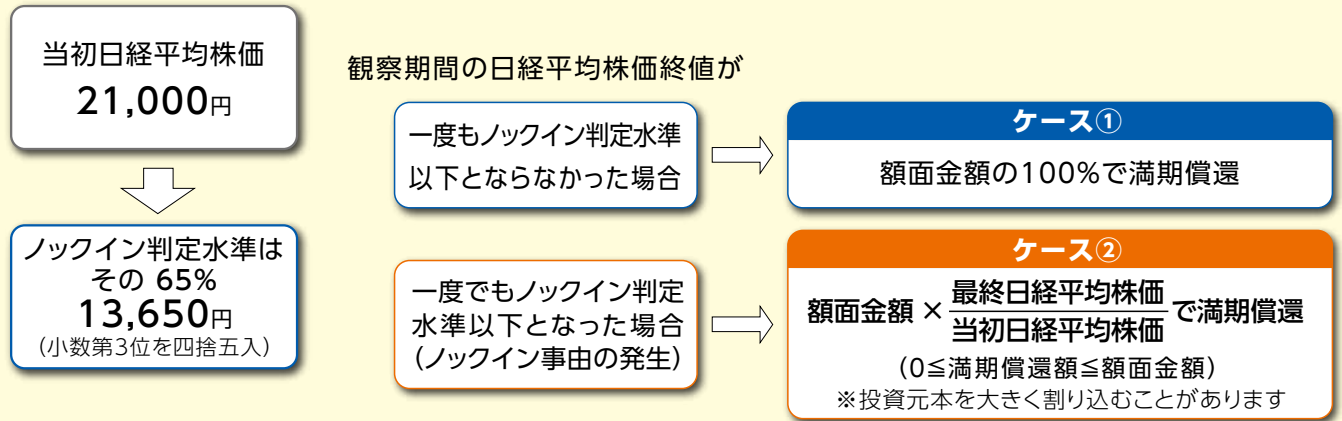 当初日経平均株価
21,000円
ノックイン判定水準は
その 65%
13,650円
(小数第3位を四捨五入)
観察期間の日経平均株価終値が
一度もノックイン判定水準
以下とならなかった場合
ケース①
額面金額の100%で満期償還
一度でもノックイン判定
水準以下となった場合
(ノックイン事由の発生)
ケース②
額面金額 × 最終日経平均株価 で満期償還
当初日経平均株価
(0≦満期償還額≦額面金額)
※投資元本を大きく割り込むことがあります